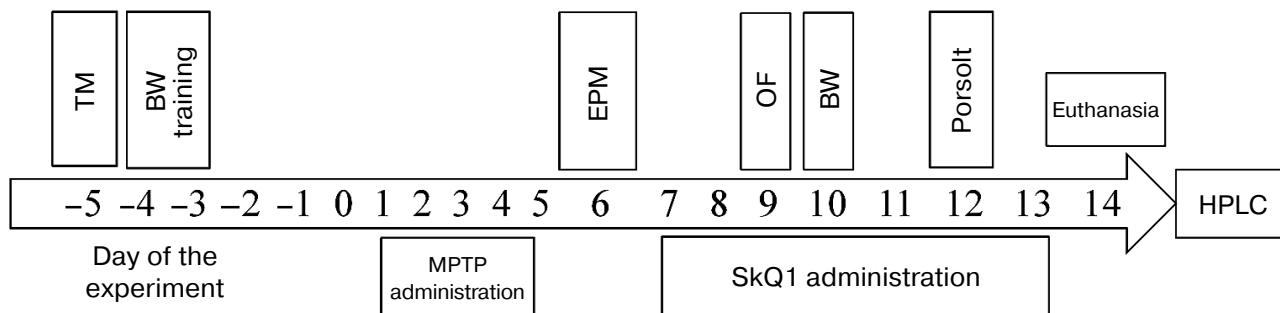 TM
BW
training
EPM
OF
BW
Porsolt
Euthanasia
–5 –4 –3 –2 –1 0 1 2 3 4 5 6 7 8 9 10 11 12 13 14
HPLC
Day of the
experiment
MPTP
administration
SkQ1 administration